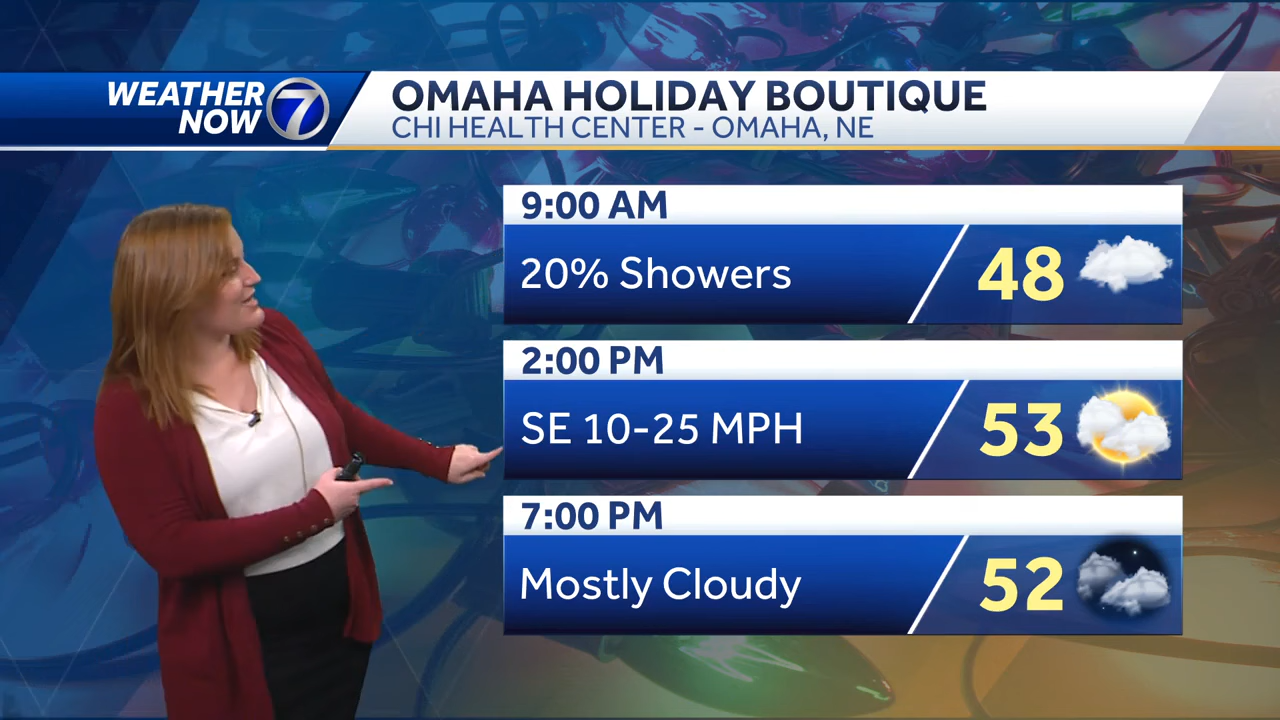 WEATHER
NOW 7
OMAHA HOLIDAY BOUTIQUE
CHI HEALTH CENTER - OMAHA, NE
9:00 AM
20% Showers
48
2:00 PM
SE 10-25 MPH
53
7:00 PM
Mostly Cloudy
52